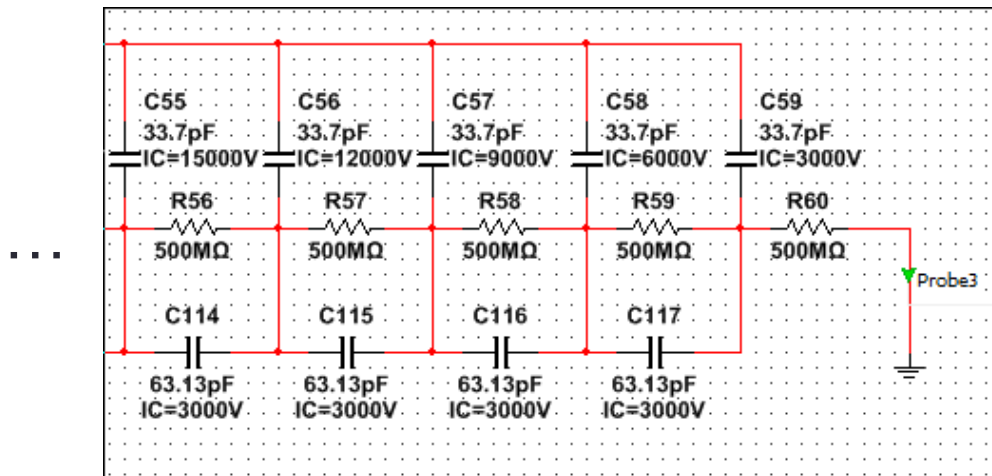 C55 C56 C57 C58 C59
33.7pF 33.7pF 33.7pF 33.7pF 33.7pF
IC=15000V IC=12000V IC=9000V IC=6000V IC=3000V
R56 R57 R58 R59 R60
500MΩ 500MΩ 500MΩ 500MΩ 500MΩ
...
Probe3
C114 C115 C116 C117
63.13pF 63.13pF 63.13pF 63.13pF
IC=3000V IC=3000V IC=3000V IC=3000V